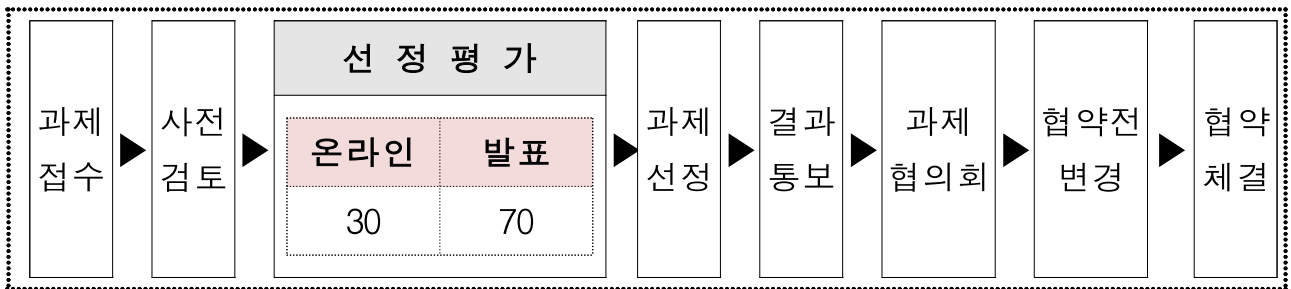 과제
접수
사전
검토
선 정 평 가
온라인 발표
30 70
과제
선정
결과
통보
과제
협의회
협약전
변경
협약
체결